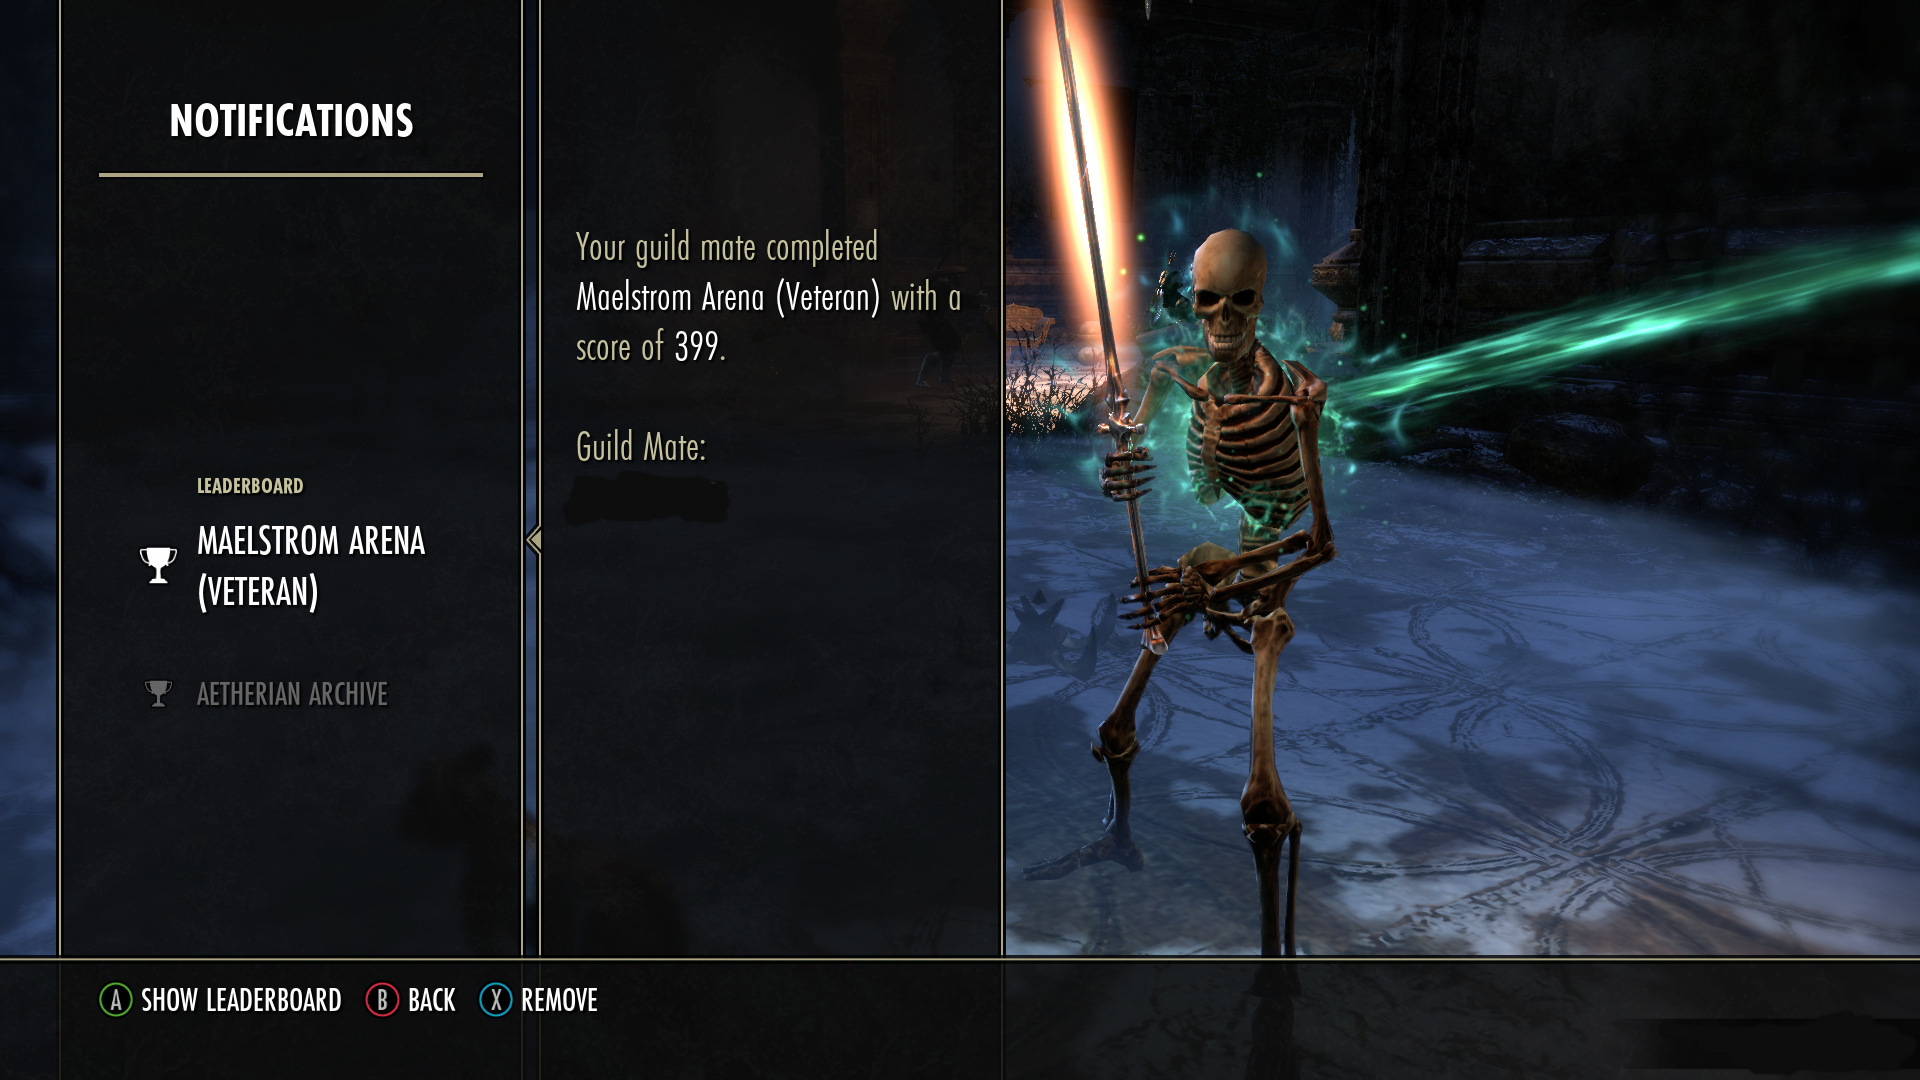 NOTIFICATIONS
LEADERBOARD
MAELSTROM ARENA
(VETERAN)
AETHERIAN ARCHIVE
Your guild mate completed
Maelstrom Arena (Veteran) with a
score of 399.
Guild Mate:
A SHOW LEADERBOARD B BACK X REMOVE